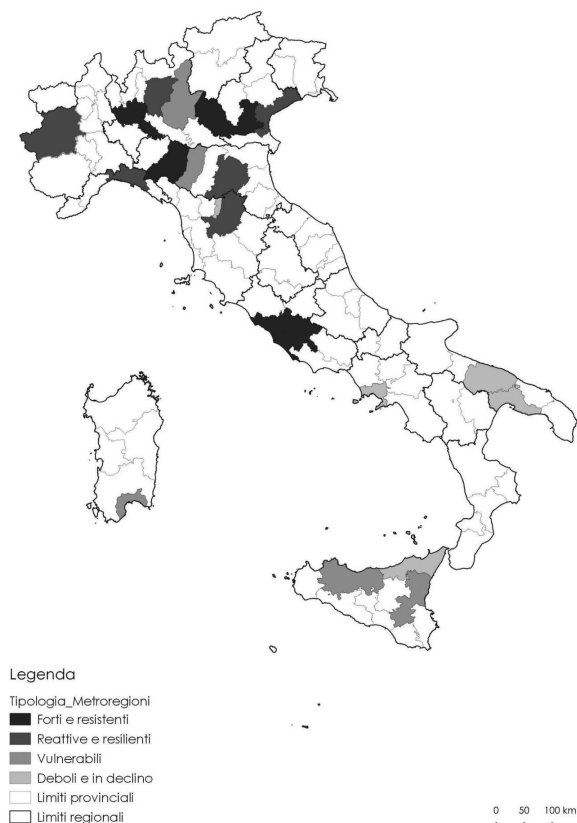 Legenda
Tipologia_Metroregioni
Forti e resistenti
Reattive e resilienti
Vulnerabili
Deboli e in declino
Limiti provinciali
Limiti regionali
0 50 100 km